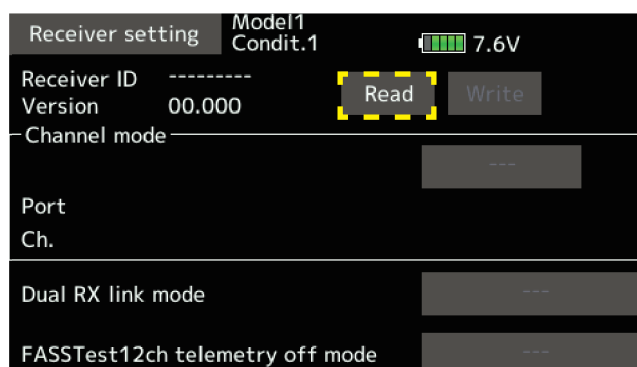 Receiver setting
Model1
Condit.1
7.6V
Receiver ID ---------
Version 00.000
Read
Write
Channel mode
---
Port
Ch.
Dual RX link mode ---
FASSTest12ch telemetry off mode ---